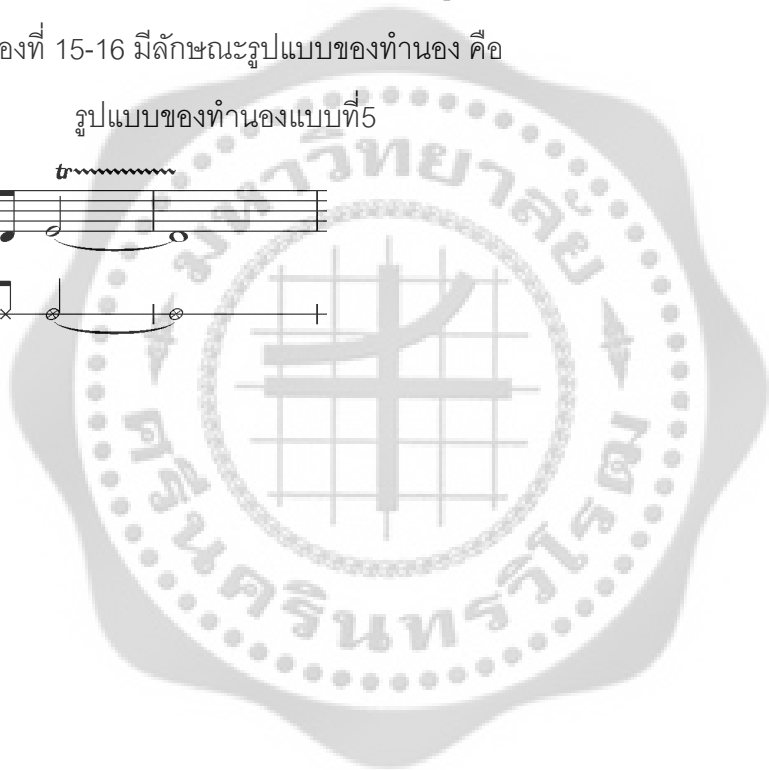 องที่ 15-16 มีลักษณะรูปแบบของทำนอง คือ
รูปแบบของทำนองแบบที่5
tr
มหาวิทยาลัย
ศรีนครินทรวิโรฒ